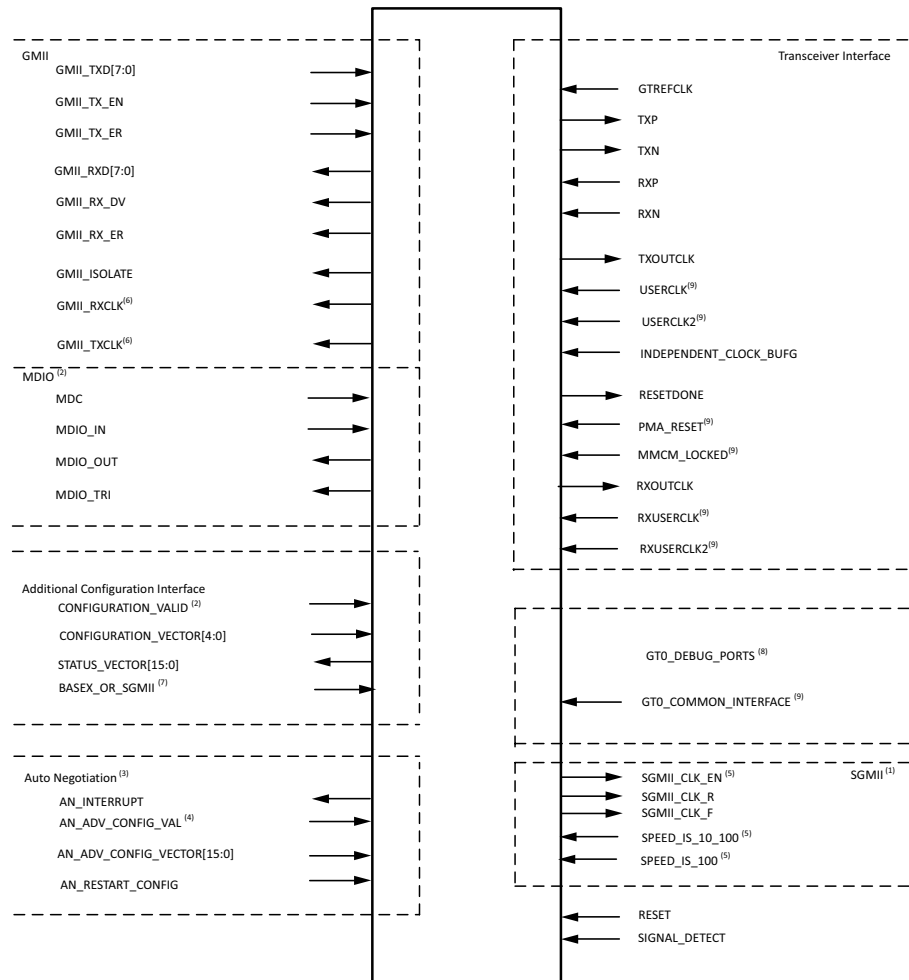 GMII
GMII_TXD[7:0]
GMII_TX_EN
GMII_TX_ER
GMII_RXD[7:0]
GMII_RX_DV
GMII_RX_ER
GMII_ISOLATE
GMII_RXCLK(6)
GMII_TXCLK(6)
MDIO (2)
MDC
MDIO_IN
MDIO_OUT
MDIO_TRI
Additional Configuration Interface
CONFIGURATION_VALID (2)
CONFIGURATION_VECTOR[4:0]
STATUS_VECTOR[15:0]
BASEX_OR_SGMII (7)
Auto Negotiation (3)
AN_INTERRUPT
AN_ADV_CONFIG_VAL (4)
AN_ADV_CONFIG_VECTOR[15:0]
AN_RESTART_CONFIG
Transceiver Interface
GTREFCLK
TXP
TXN
RXP
RXN
TXOUTCLK
USERCLK(9)
USERCLK2(9)
INDEPENDENT_CLOCK_BUFG
RESETDONE
PMA_RESET(9)
MMCM_LOCKED(9)
RXOUTCLK
RXUSERCLK(9)
RXUSERCLK2(9)
GT0_DEBUG_PORTS (8)
GT0_COMMON_INTERFACE (9)
SGMII (1)
SGMII_CLK_EN (5)
SGMII_CLK_R
SGMII_CLK_F
SPEED_IS_10_100 (5)
SPEED_IS_100 (5)
RESET
SIGNAL_DETECT